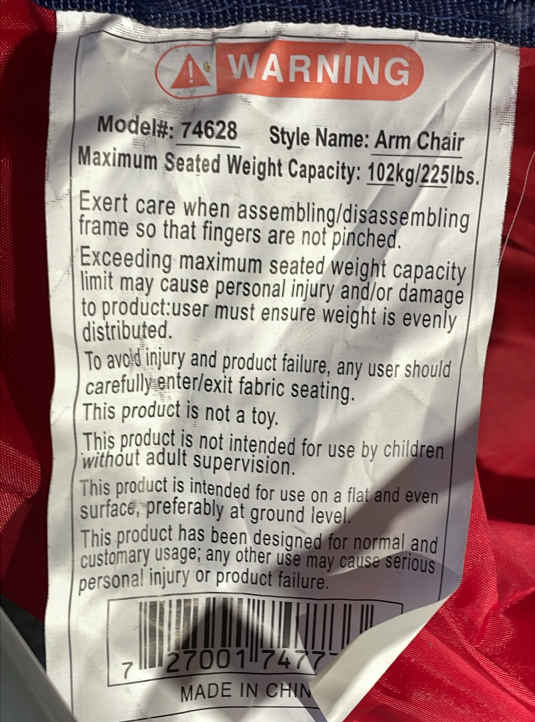 WARNING
Model#: 74628 Style Name: Arm Chair
Maximum Seated Weight Capacity: 102kg/225lbs.
Exert care when assembling/disassembling
frame so that fingers are not pinched.
Exceeding maximum seated weight capacity
limit may cause personal injury and/or damage
to product:user must ensure weight is evenly
distributed.
To avoid injury and product failure, any user should
carefully enter/exit fabric seating.
This product is not a toy.
This product is not intended for use by children
without adult supervision.
This product is intended for use on a flat and even
surface, preferably at ground level.
This product has been designed for normal and
customary usage; any other use may cause serious
personal injury or product failure.
7 27001 7477
MADE IN CHIN